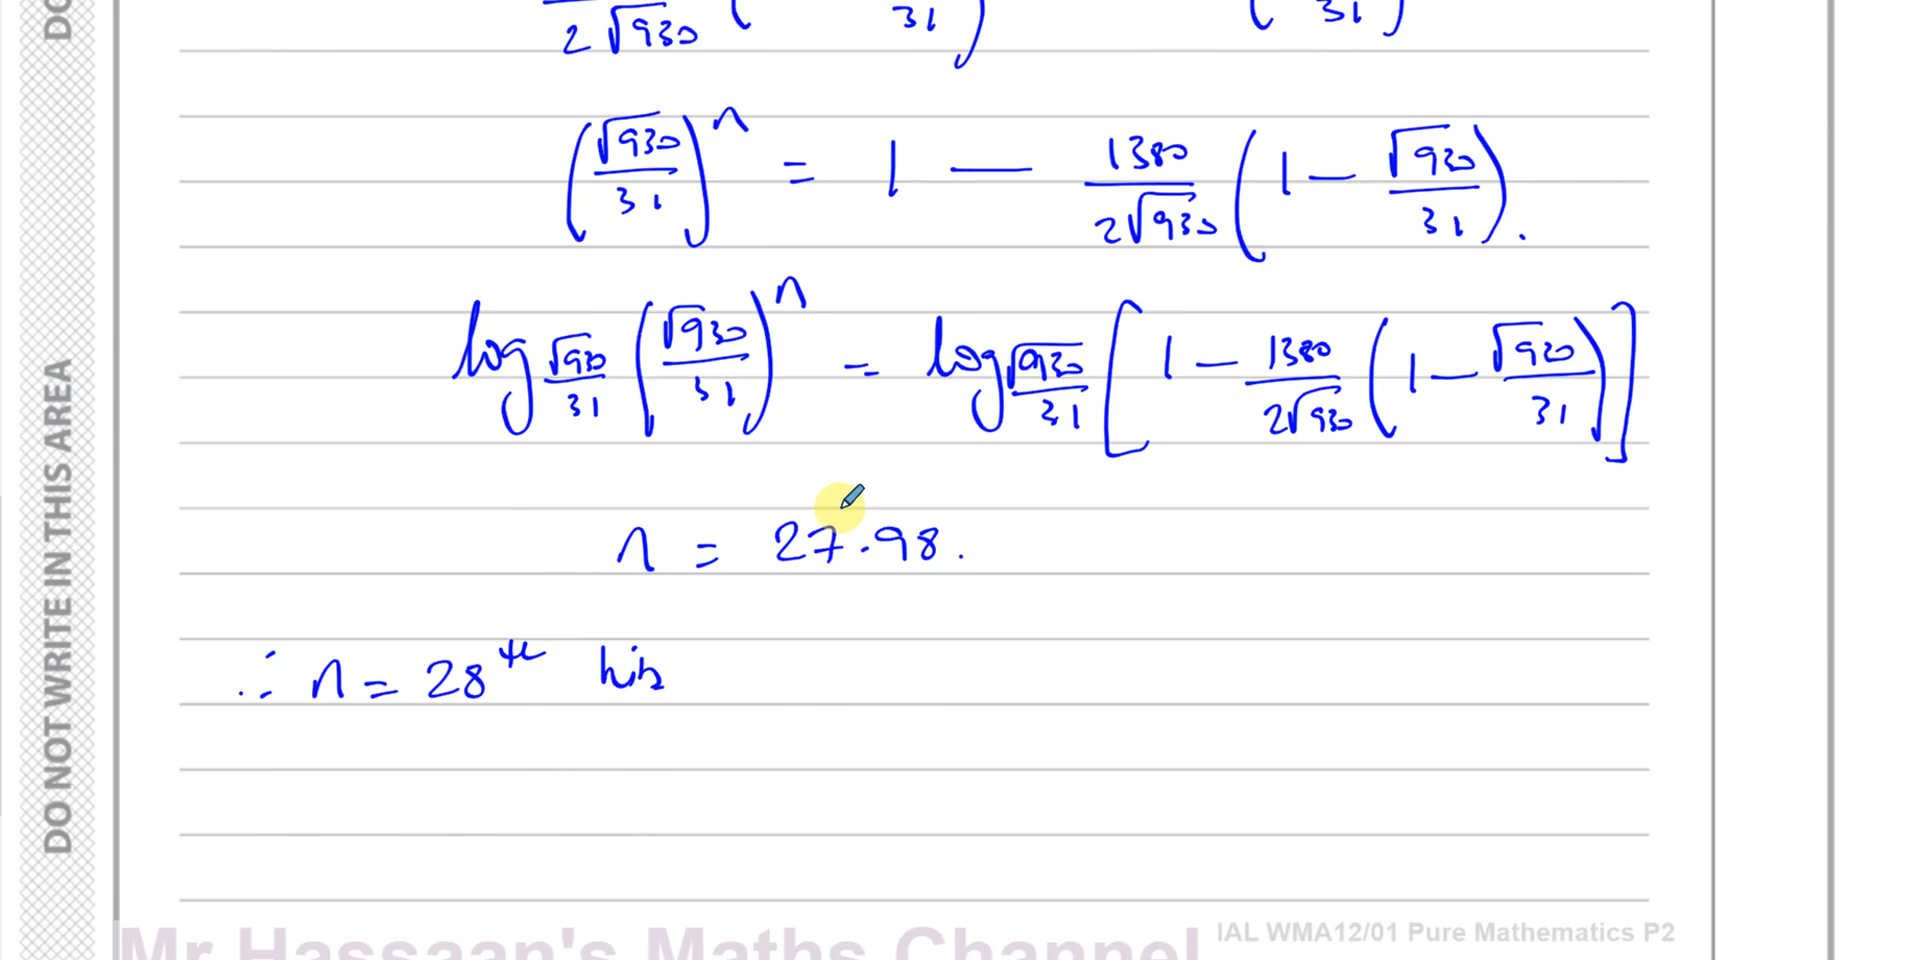 2√930 ( 31 ) ( 31 )
(√930/31)^n = 1 — 1380/2√930 (1 — √930/31).
log_{√930/31} (√930/31)^n = log_{√930/31} [1 — 1380/2√930 (1 — √930/31)]
n = 27.98.
∴ n = 28th hit
DO NOT WRITE IN THIS AREA
DO
Mr Hassaan's Maths Channel
IAL WMA12/01 Pure Mathematics P2